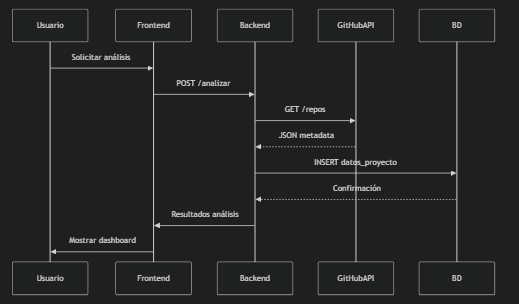 Usuario
Frontend
Backend
GitHubAPI
BD
Solicitar análisis
POST /analizar
GET /repos
JSON metadata
INSERT datos_proyecto
Confirmación
Resultados análisis
Mostrar dashboard
Usuario
Frontend
Backend
GitHubAPI
BD